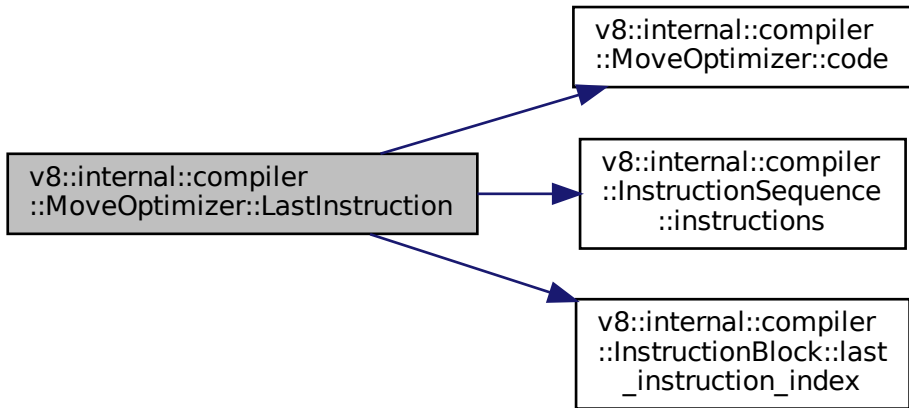 v8::internal::compiler
::MoveOptimizer::code
v8::internal::compiler
::MoveOptimizer::LastInstruction
v8::internal::compiler
::InstructionSequence
::instructions
v8::internal::compiler
::InstructionBlock::last
_instruction_index